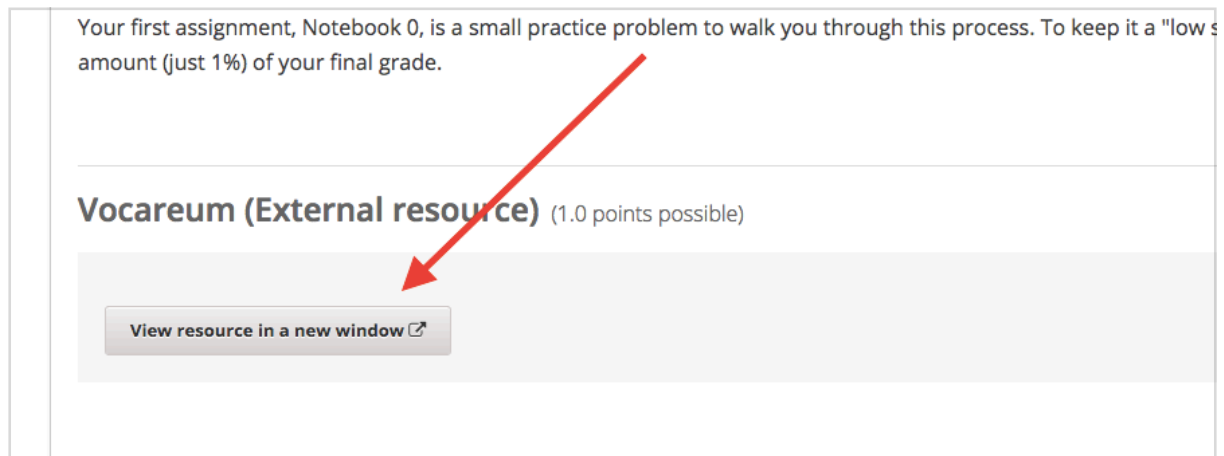 Your first assignment, Notebook 0, is a small practice problem to walk you through this process. To keep it a "low
amount (just 1%) of your final grade.
Vocareum (External resource) (1.0 points possible)
View resource in a new window